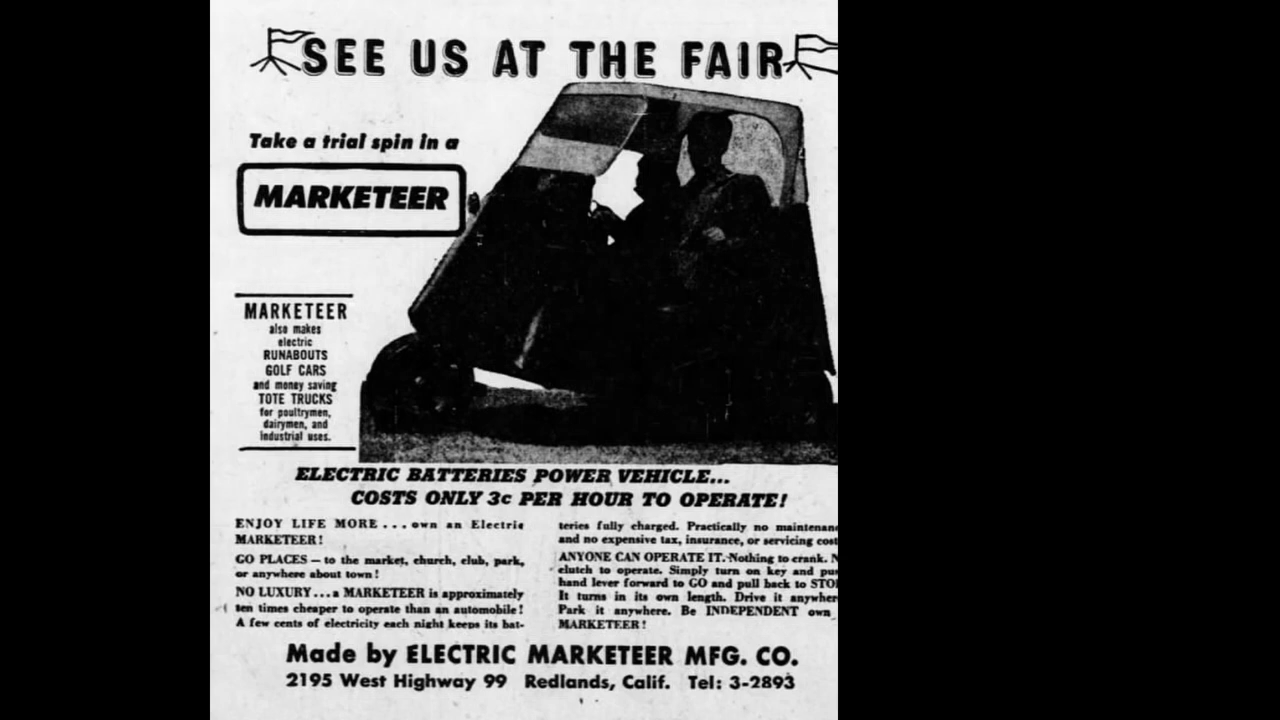 SEE US AT THE FAIR
Take a trial spin in a
MARKETEER
MARKETEER
also makes
electric
RUNABOUTS
GOLF CARS
and money saving
TOTE TRUCKS
for poultrymen,
dairymen, and
industrial uses.
ELECTRIC BATTERIES POWER VEHICLE...
COSTS ONLY 3c PER HOUR TO OPERATE!
ENJOY LIFE MORE ... own an Electric
MARKETEER!
GO PLACES — to the market, church, club, park,
or anywhere about town!
NO LUXURY ... a MARKETEER is approximately
ten times cheaper to operate than an automobile!
A few cents of electricity each night keeps its bat-
teries fully charged. Practically no maintenan
and no expensive tax, insurance, or servicing cost
ANYONE CAN OPERATE IT. Nothing to crank. N
clutch to operate. Simply turn on key and pu
hand lever forward to GO and pull back to STO
It turns in its own length. Drive it anywher
Park it anywhere. Be INDEPENDENT own
MARKETEER!
Made by ELECTRIC MARKETEER MFG. CO.
2195 West Highway 99 Redlands, Calif. Tel: 3-2893